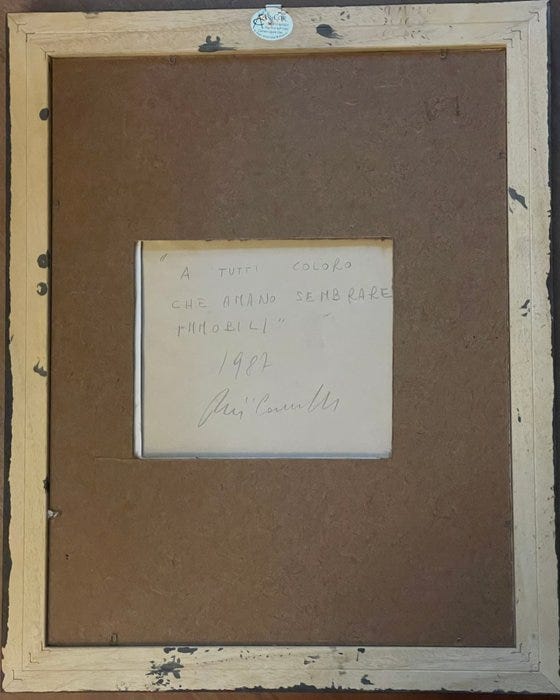 "A TUTTI COLORO
CHE AMANO SEMBRARE
IMMOBILI"
1987